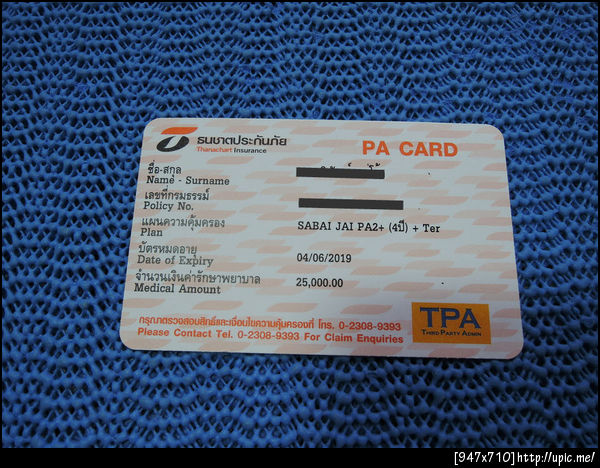 ธนชาตประกันภัย
Thanachart Insurance
PA CARD
ชื่อ-สกุล
Name - Surname
เลขที่กรมธรรม์
Policy No.
แผนความคุ้มครอง
Plan
SABAI JAI PA2+ (4ปี) + Ter
บัตรหมดอายุ
Date of Expiry
04/06/2019
จำนวนเงินค่ารักษาพยาบาล
Medical Amount
25,000.00
กรุณาตรวจสอบสิทธิ์และเงื่อนไขความคุ้มครองที่ โทร. 0-2308-9393
Please Contact Tel. 0-2308-9393 For Claim Enquiries
TPA
THIRD PARTY ADMIN
[947x710]http://upic.me/